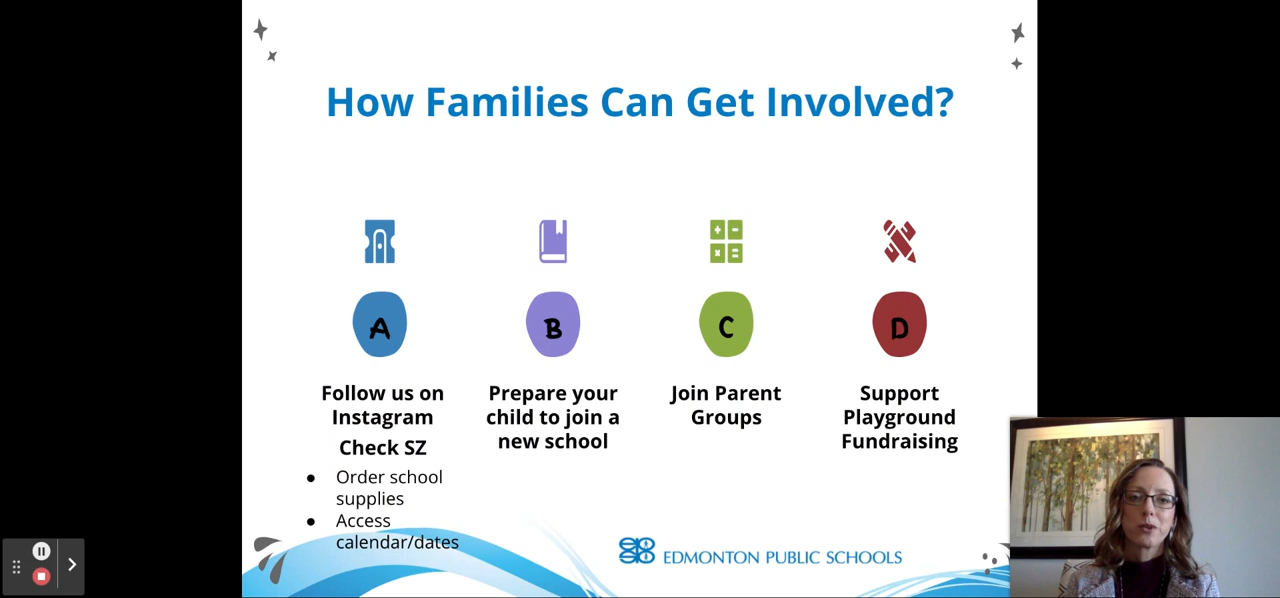 How Families Can Get Involved?
A
B
C
D
Follow us on
Instagram
Check SZ
● Order school
supplies
● Access
calendar/dates
Prepare your
child to join a
new school
Join Parent
Groups
Support
Playground
Fundraising
EDMONTON PUBLIC SCHOOLS